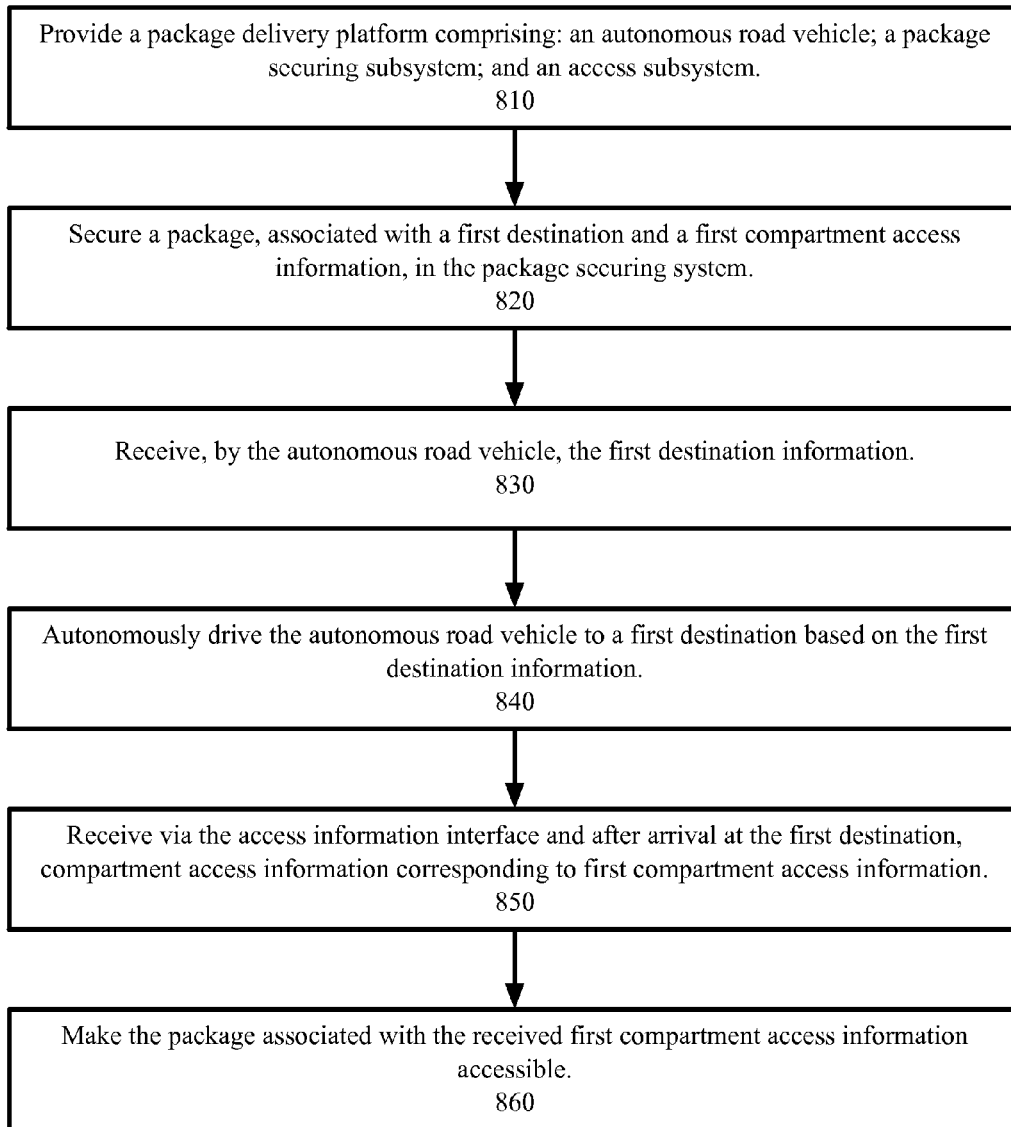 Provide a package delivery platform comprising: an autonomous road vehicle; a package
securing subsystem; and an access subsystem.
810
Secure a package, associated with a first destination and a first compartment access
information, in the package securing system.
820
Receive, by the autonomous road vehicle, the first destination information.
830
Autonomously drive the autonomous road vehicle to a first destination based on the first
destination information.
840
Receive via the access information interface and after arrival at the first destination,
compartment access information corresponding to first compartment access information.
850
Make the package associated with the received first compartment access information
accessible.
860